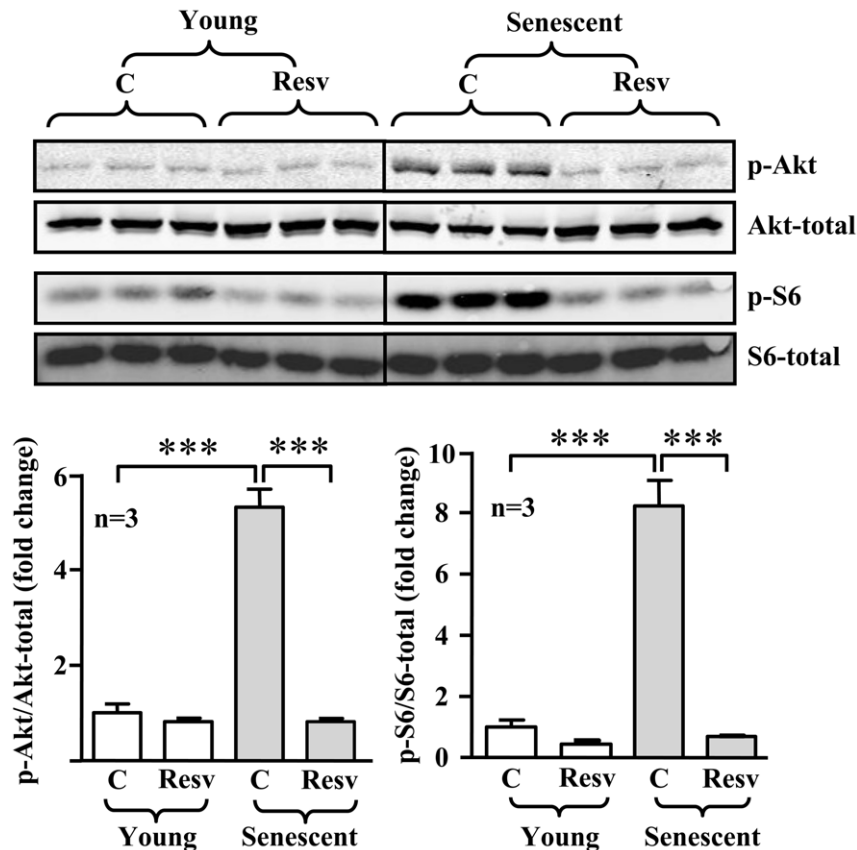 Young Senescent
C Resv C Resv
p-Akt
Akt-total
p-S6
S6-total
p-Akt/Akt-total (fold change)
6
4
2
n=3
*** ***
C Resv C Resv
Young Senescent
p-S6/S6-total (fold change)
10
8
6
4
2
0
n=3
*** ***
C Resv C Resv
Young Senescent